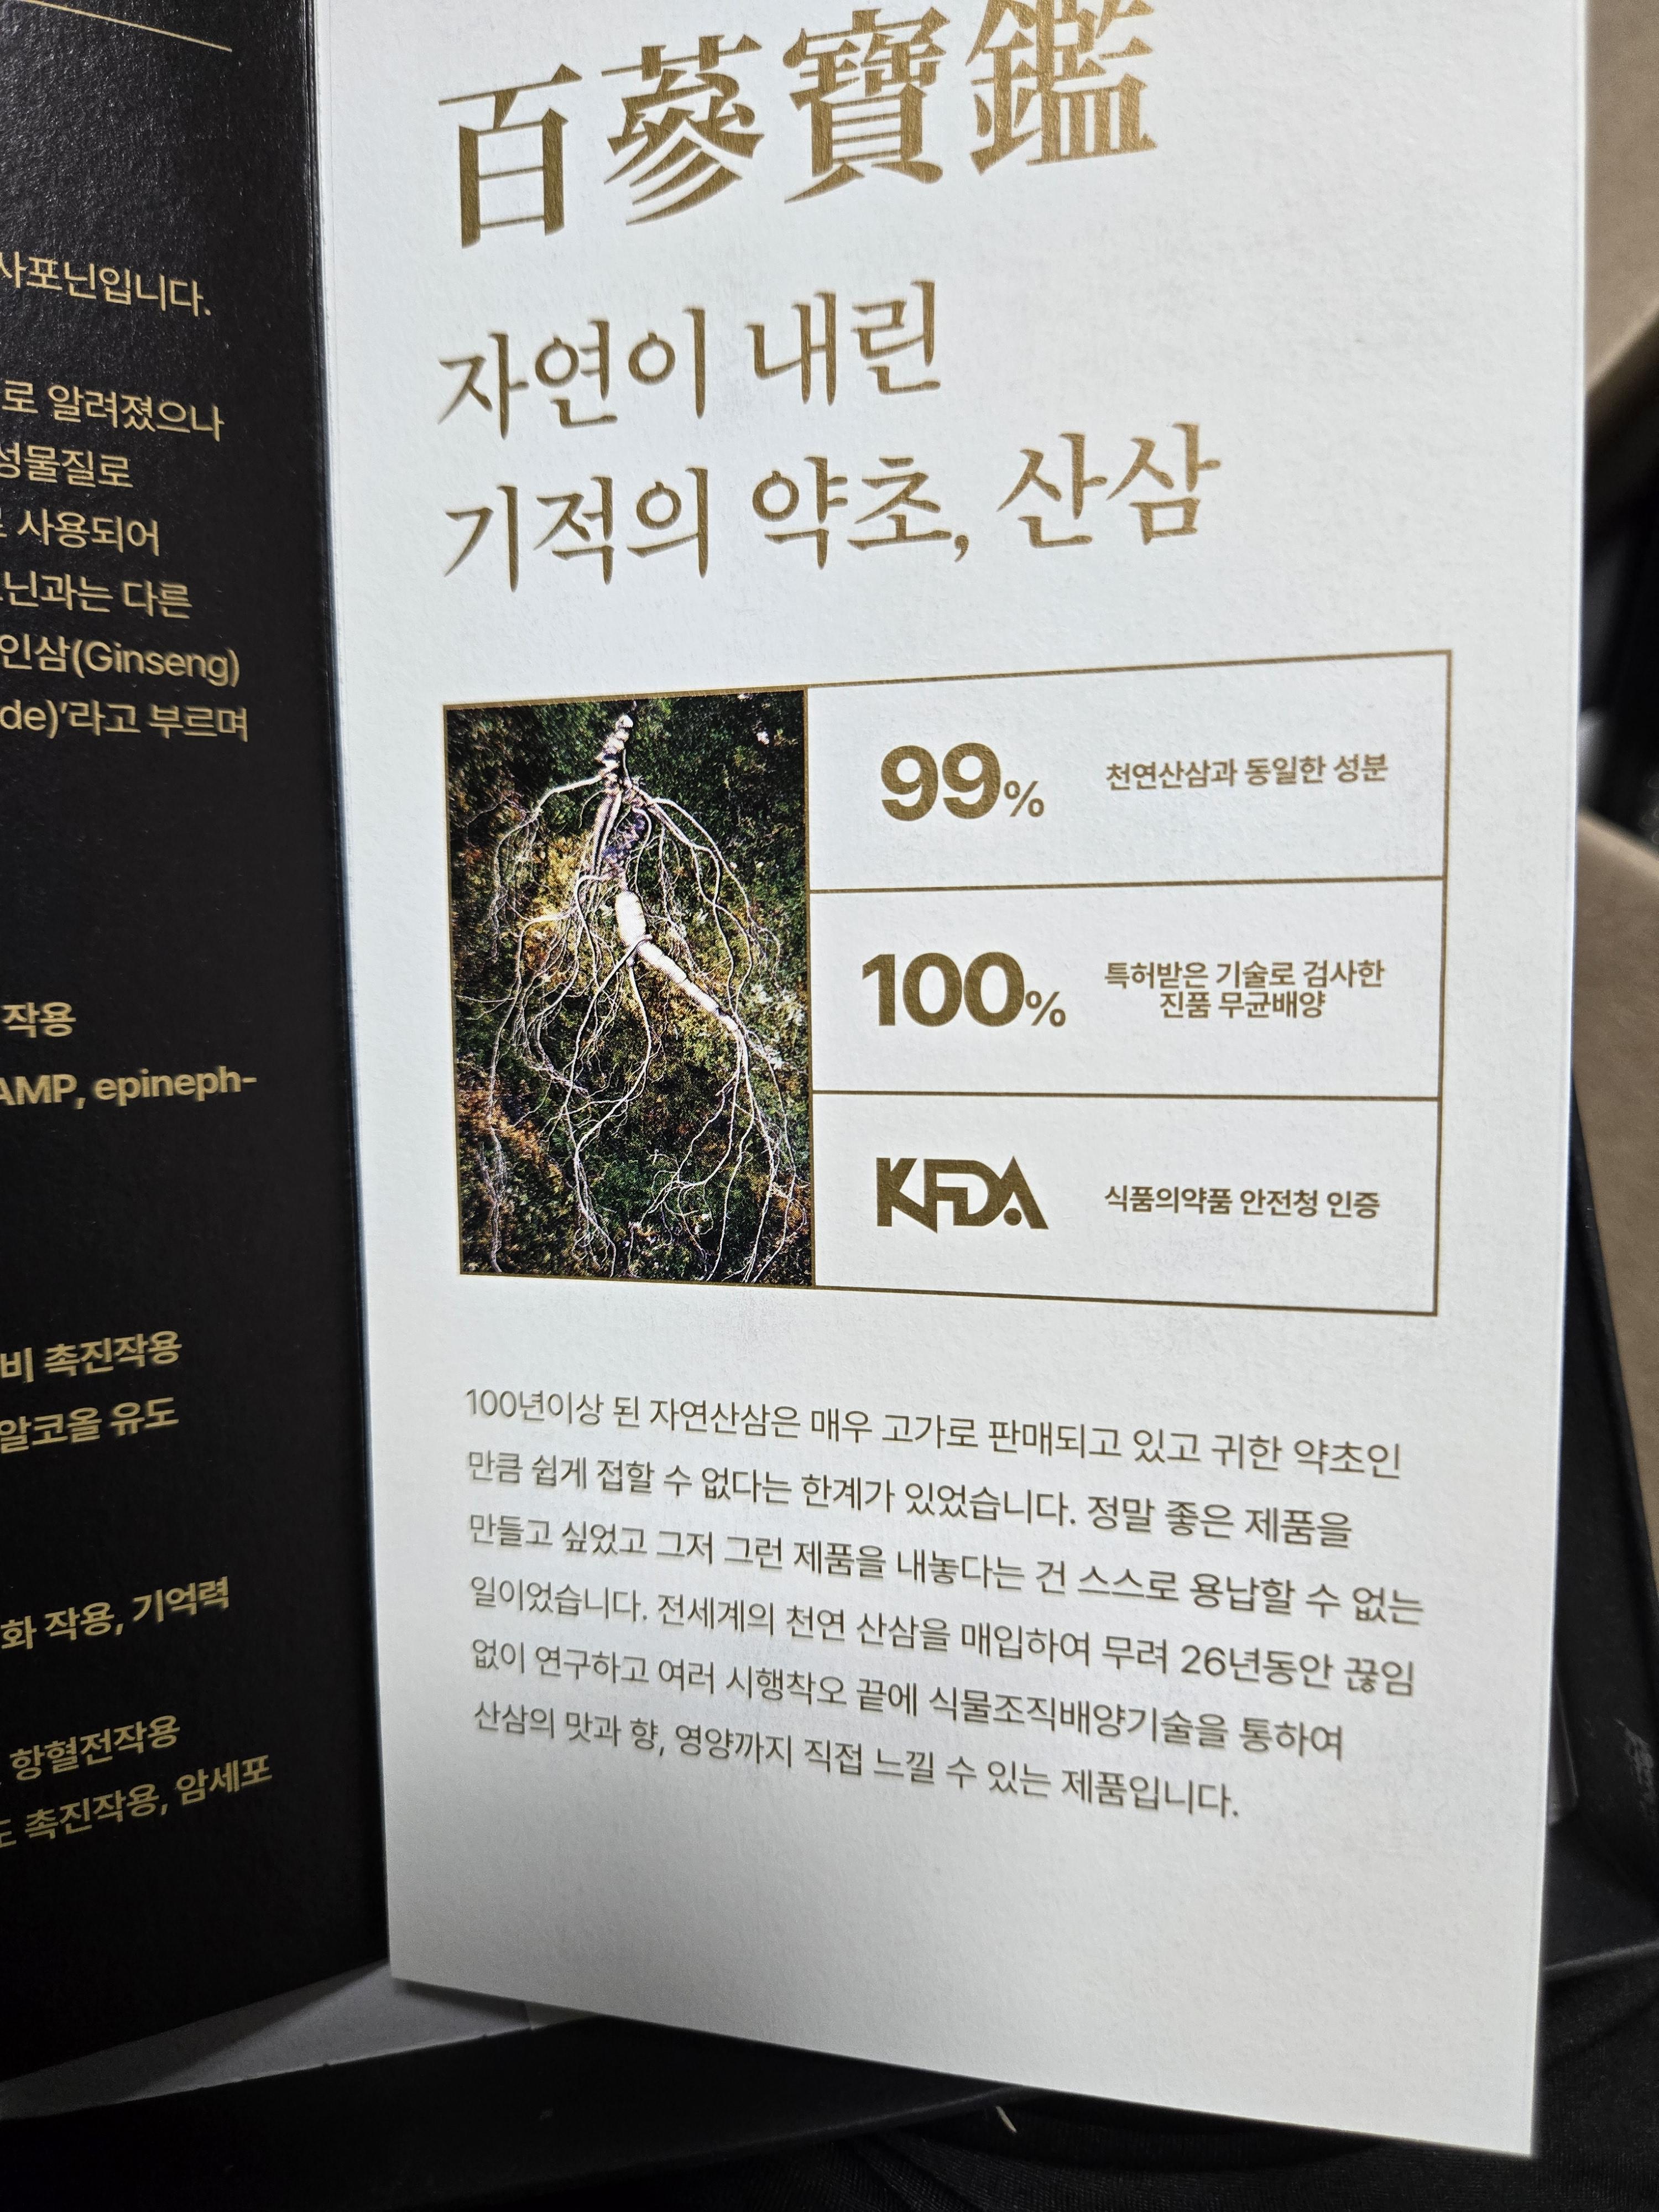 사포닌입니다.
로 알려졌으나
성물질로
사용되어
닌과는 다른
인삼(Ginseng)
de)'라고 부르며
작용
AMP, epineph-
비 촉진작용
알코올 유도
화 작용, 기억력
항혈전작용
촉진작용, 암세포
百蔘寶鑑
자연이 내린
기적의 약초, 산삼
99% 천연산삼과 동일한 성분
100% 특허받은 기술로 검사한
진품 무균배양
KFDA 식품의약품 안전청 인증
100년이상 된 자연산삼은 매우 고가로 판매되고 있고 귀한 약초인
만큼 쉽게 접할 수 없다는 한계가 있었습니다. 정말 좋은 제품을
만들고 싶었고 그저 그런 제품을 내놓다는 건 스스로 용납할 수 없는
일이었습니다. 전세계의 천연 산삼을 매입하여 무려 26년동안 끊임
없이 연구하고 여러 시행착오 끝에 식물조직배양기술을 통하여
산삼의 맛과 향, 영양까지 직접 느낄 수 있는 제품입니다.